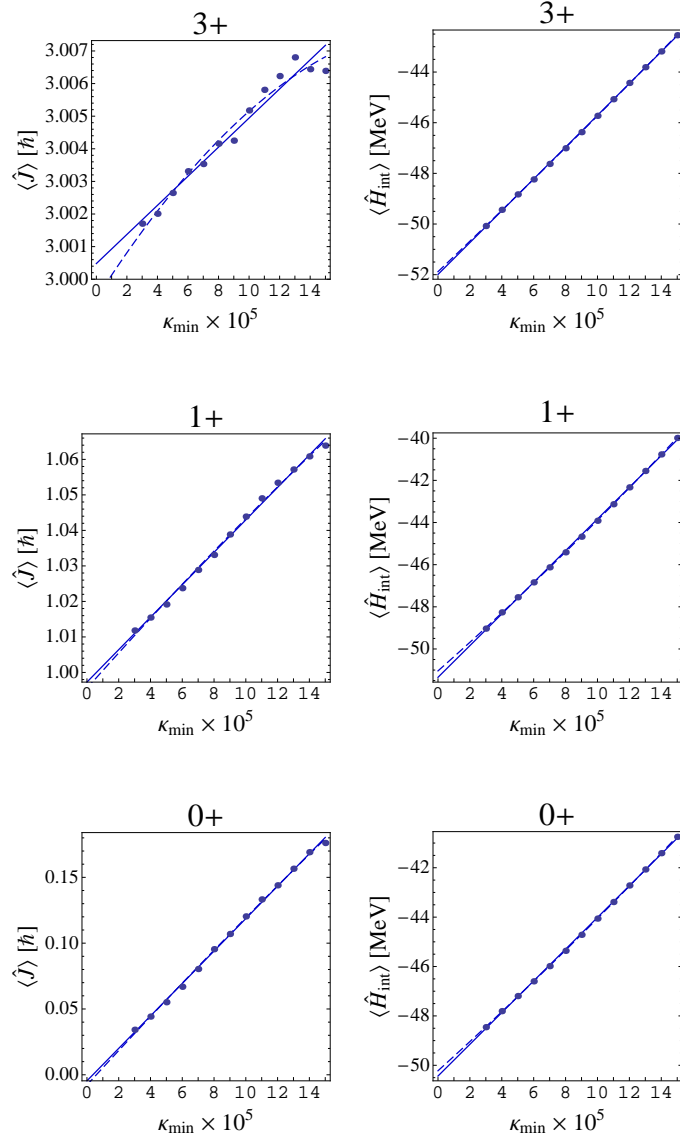 3+ 3+
3.007
3.006
3.005
3.004
3.003
3.002
3.001
3.000
⟨Ĵ⟩ [ħ]
0 2 4 6 8 10 12 14
κmin × 10^5
−44
−46
−48
−50
−52
⟨Ĥint⟩ [MeV]
0 2 4 6 8 10 12 14
κmin × 10^5
1+ 1+
1.06
1.05
1.04
1.03
1.02
1.01
1.00
⟨Ĵ⟩ [ħ]
0 2 4 6 8 10 12 14
κmin × 10^5
−40
−42
−44
−46
−48
−50
⟨Ĥint⟩ [MeV]
0 2 4 6 8 10 12 14
κmin × 10^5
0+ 0+
0.15
0.10
0.05
0.00
⟨Ĵ⟩ [ħ]
0 2 4 6 8 10 12 14
κmin × 10^5
−42
−44
−46
−48
−50
⟨Ĥint⟩ [MeV]
0 2 4 6 8 10 12 14
κmin × 10^5